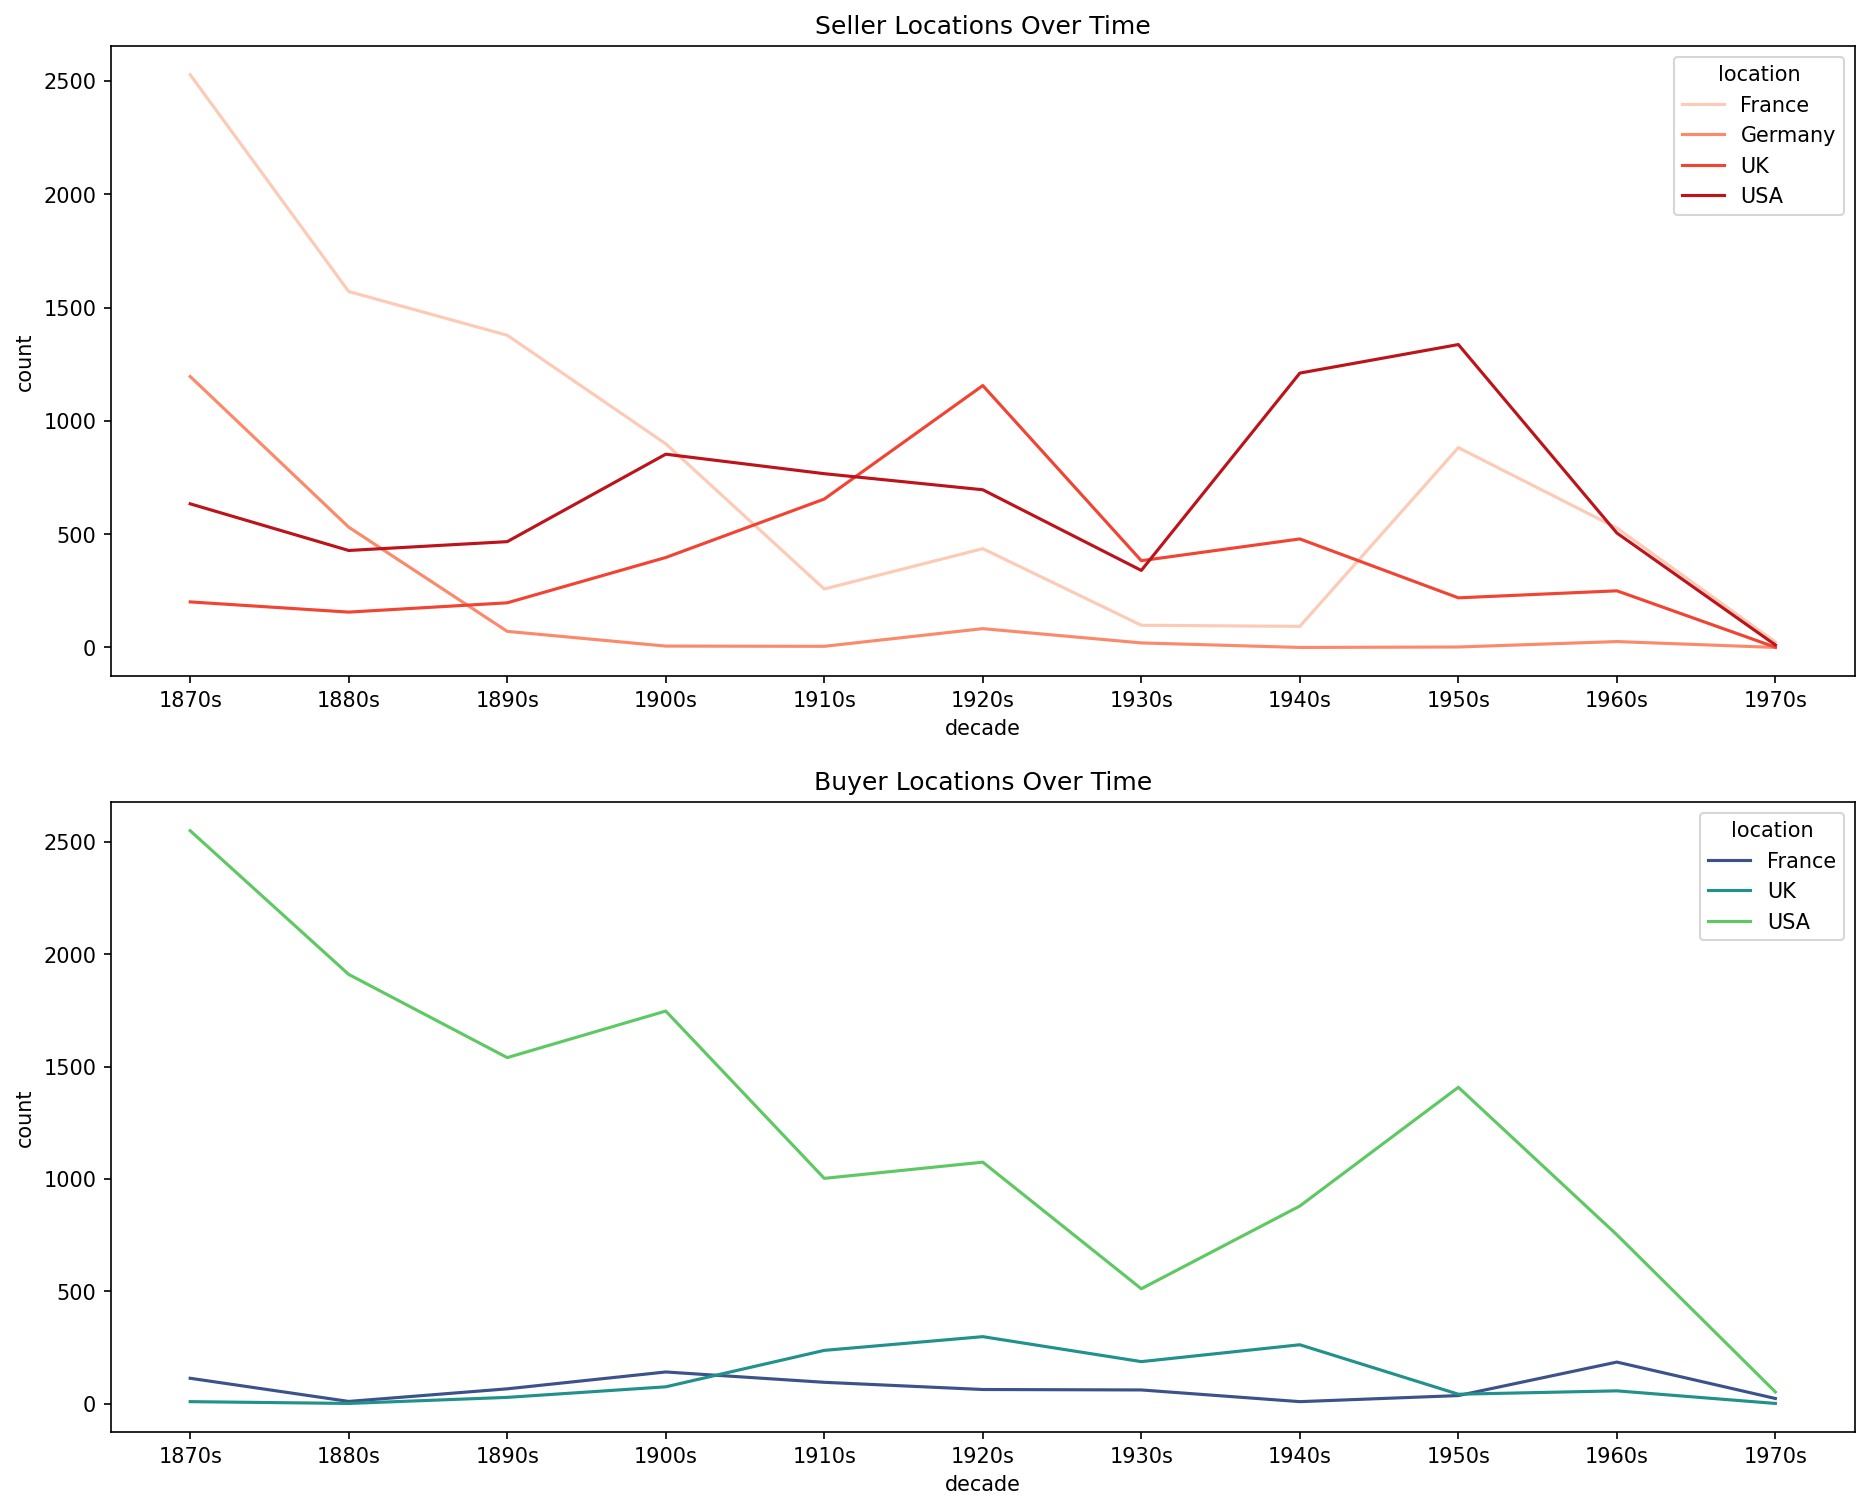 Seller Locations Over Time
location
France
Germany
UK
USA
2500
2000
1500
1000
500
0
count
1870s 1880s 1890s 1900s 1910s 1920s 1930s 1940s 1950s 1960s 1970s
decade
Buyer Locations Over Time
location
France
UK
USA
2500
2000
1500
1000
500
0
count
1870s 1880s 1890s 1900s 1910s 1920s 1930s 1940s 1950s 1960s 1970s
decade